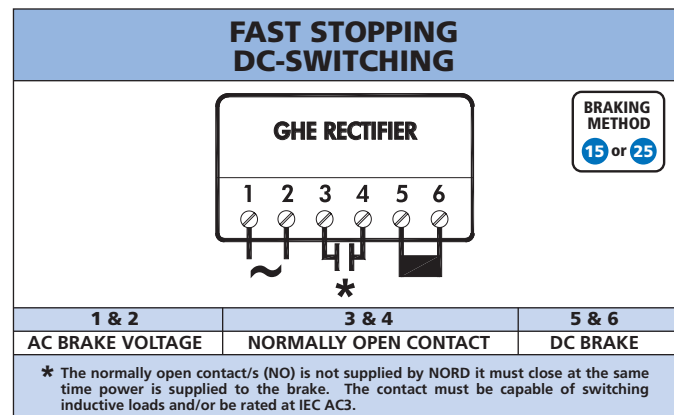 FAST STOPPING
DC-SWITCHING
GHE RECTIFIER
BRAKING
METHOD
15 or 25
1 2 3 4 5 6
~
*
1 & 2 3 & 4 5 & 6
AC BRAKE VOLTAGE NORMALLY OPEN CONTACT DC BRAKE
* The normally open contact/s (NO) is not supplied by NORD it must close at the same
time power is supplied to the brake. The contact must be capable of switching
inductive loads and/or be rated at IEC AC3.